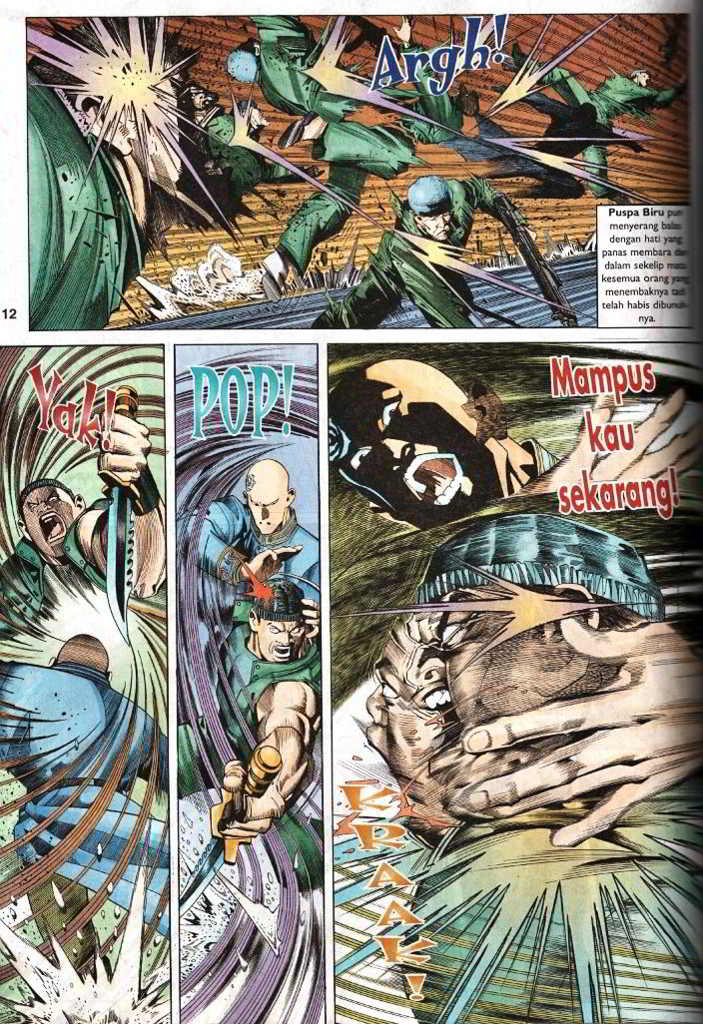 Argh!
Puspa Biru pun
menyerang balas
dengan hati yang
panas membara dan
dalam sekelip mata
kesemua orang yang
menembaknya tadi
telah habis dibunuh-
nya.
12
Yak!
POP!
Mampus
kau
sekarang!
KRAAK!